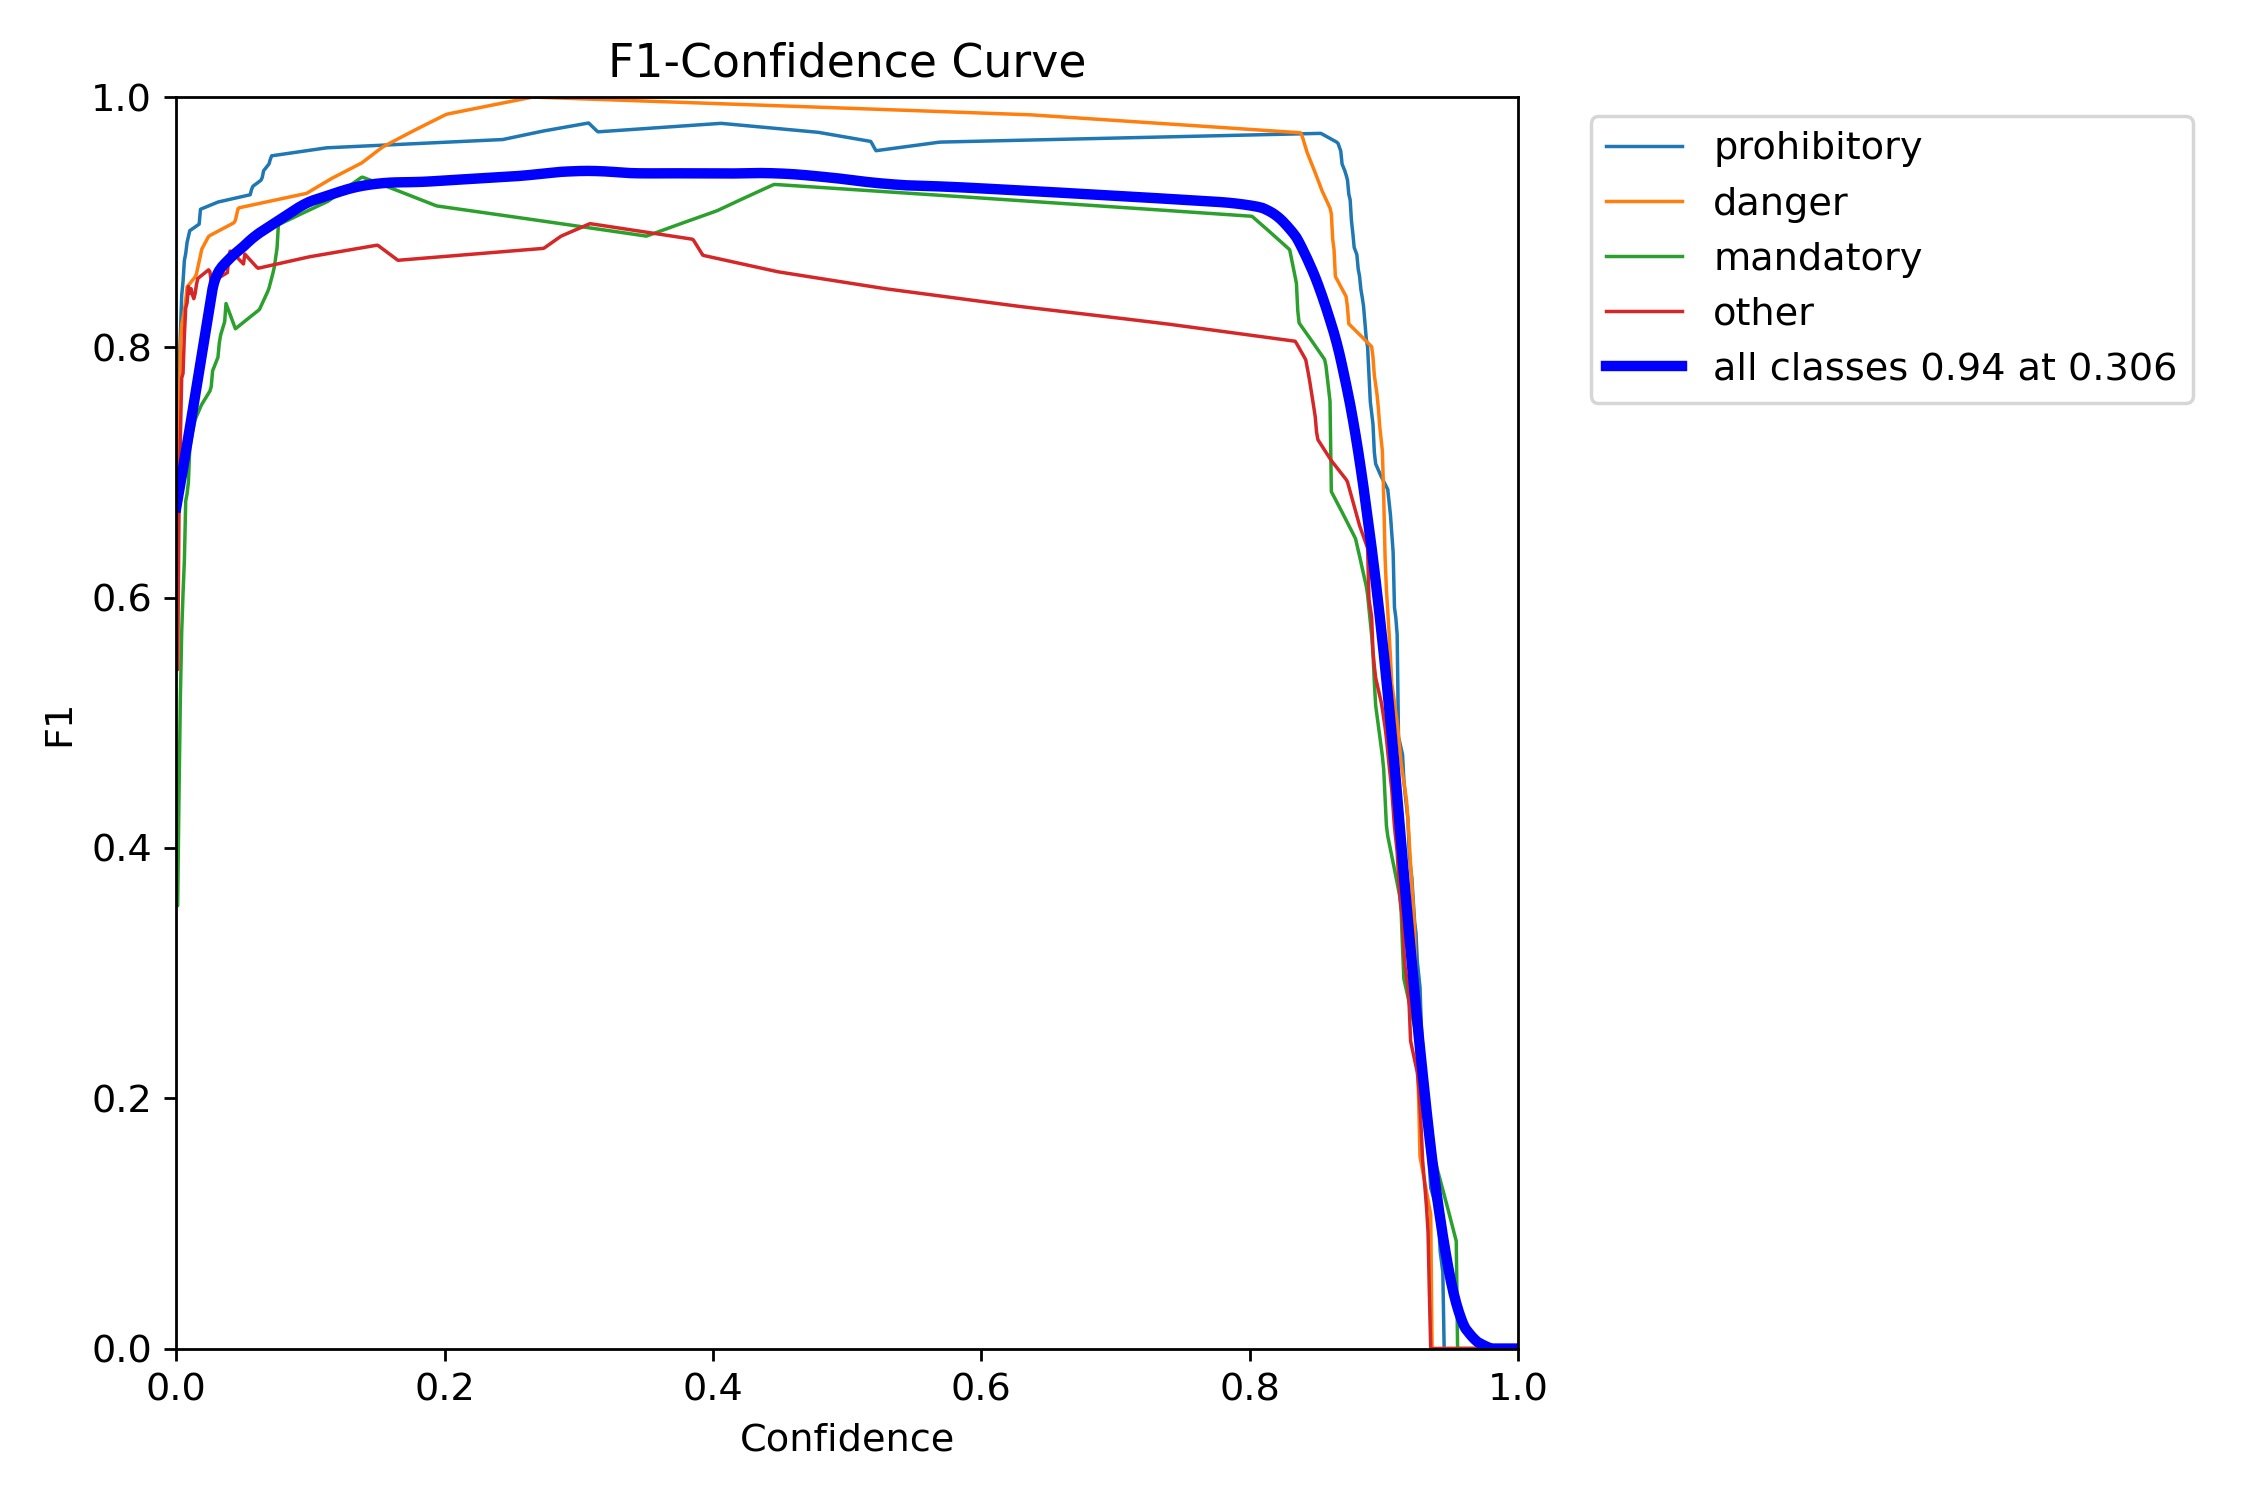 F1-Confidence Curve
1.0
0.8
0.6
0.4
0.2
0.0
F1
0.0 0.2 0.4 0.6 0.8 1.0
Confidence
prohibitory
danger
mandatory
other
all classes 0.94 at 0.306